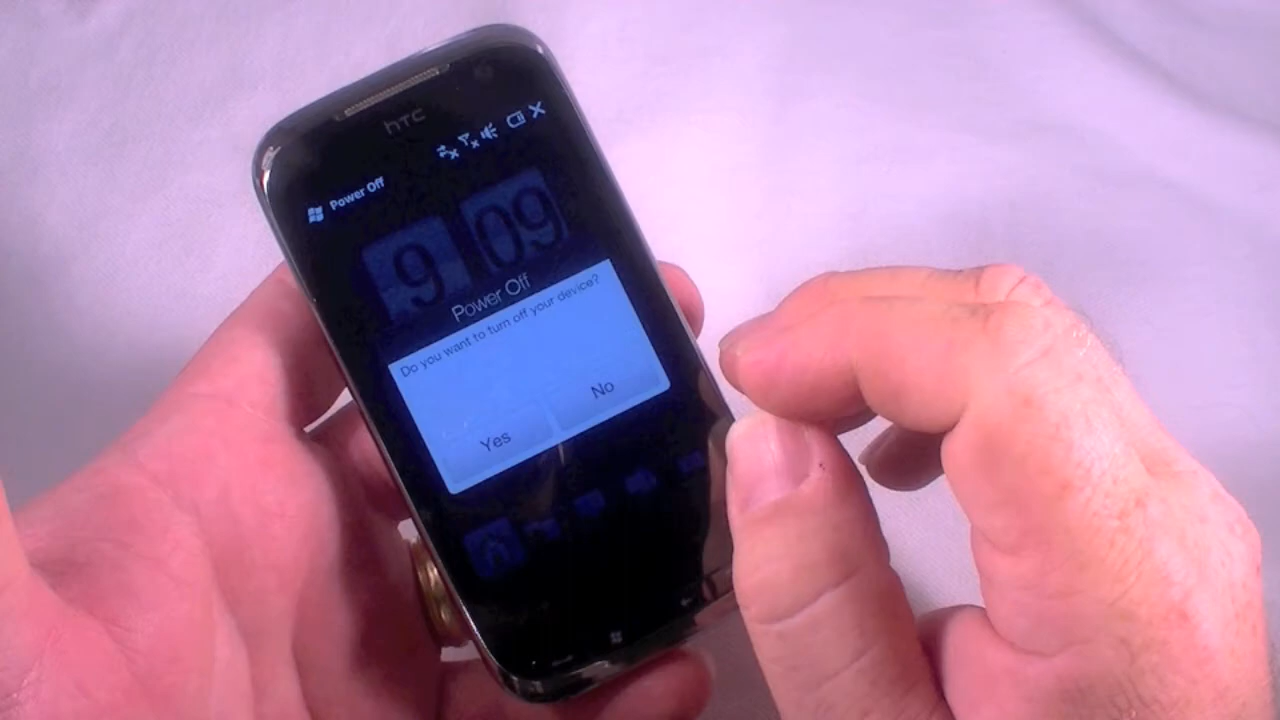 hTC
Power Off
9 09
Power Off
Do you want to turn off your device?
Yes No